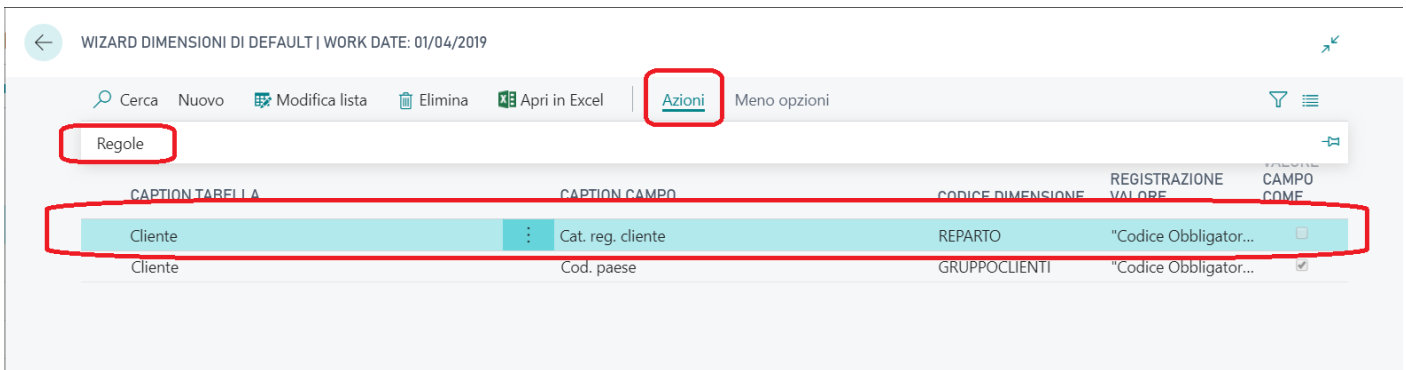 WIZARD DIMENSIONI DI DEFAULT | WORK DATE: 01/04/2019
Cerca Nuovo Modifica lista Elimina Apri in Excel Azioni Meno opzioni
Regole
CAPTION TABELLA CAPTION CAMPO CODICE DIMENSIONE REGISTRAZIONE VALORE VALORE CAMPO COME
Cliente Cat. reg. cliente REPARTO "Codice Obbligator...
Cliente Cod. paese GRUPPOCLIENTI "Codice Obbligator...